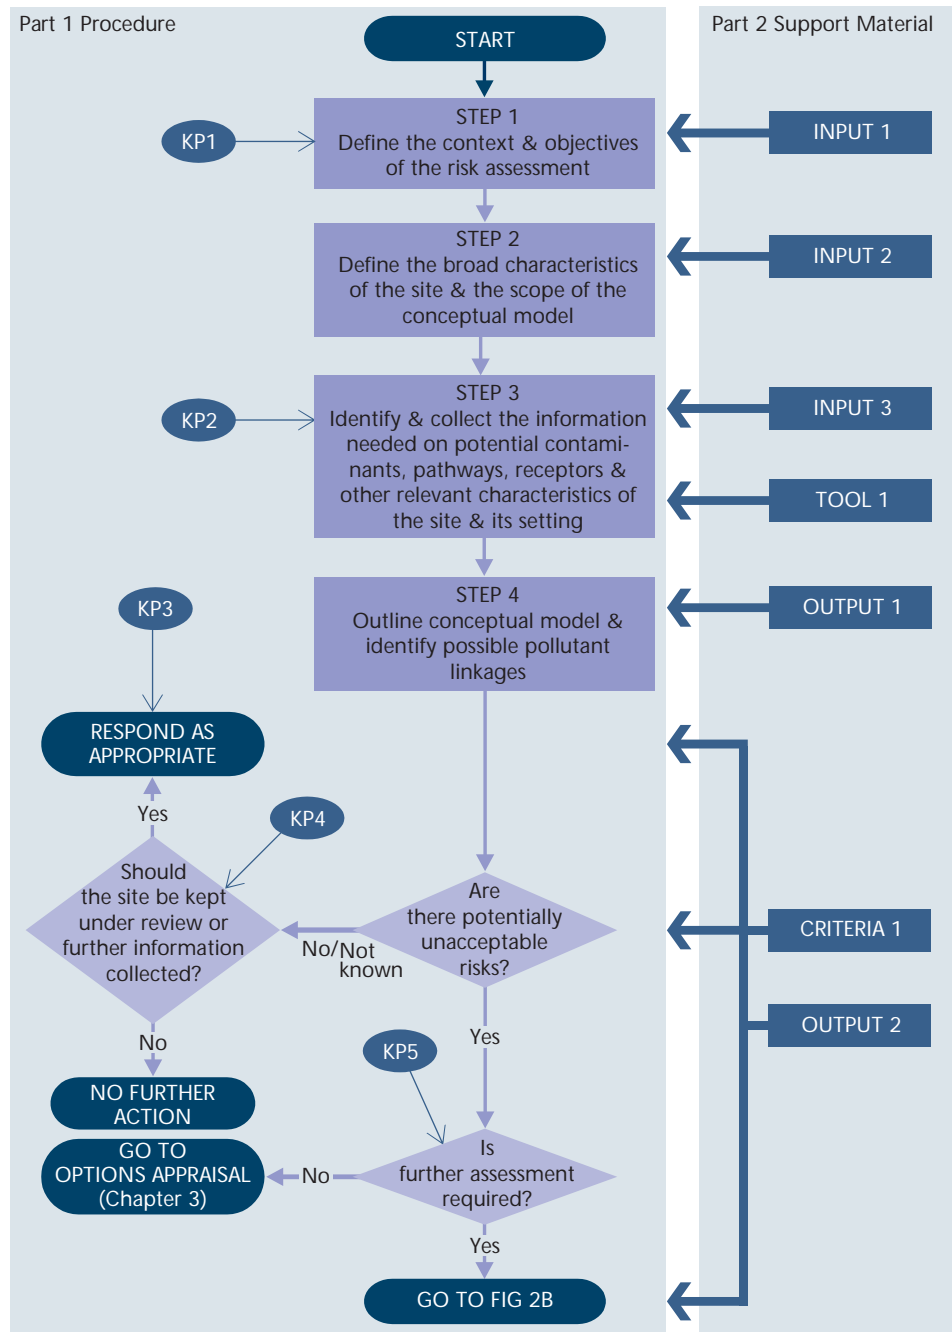 Part 1 Procedure
Part 2 Support Material
START
STEP 1
Define the context & objectives
of the risk assessment
KP1
INPUT 1
STEP 2
Define the broad characteristics
of the site & the scope of the
conceptual model
INPUT 2
STEP 3
Identify & collect the information
needed on potential contami-
nants, pathways, receptors &
other relevant characteristics of
the site & its setting
KP2
INPUT 3
TOOL 1
STEP 4
Outline conceptual model &
identify possible pollutant
linkages
OUTPUT 1
KP3
RESPOND AS
APPROPRIATE
Yes
KP4
Should
the site be kept
under review or
further information
collected?
No/Not
known
Are
there potentially
unacceptable
risks?
CRITERIA 1
OUTPUT 2
No
Yes
KP5
NO FURTHER
ACTION
GO TO
OPTIONS APPRAISAL
(Chapter 3)
No
Is
further assessment
required?
Yes
GO TO FIG 2B